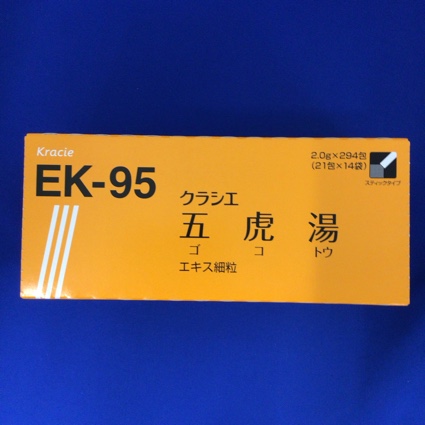 Kracie
EK-95
クラシエ
五虎湯
ゴ コ トウ
エキス細粒
2.0g×294包
(21包×14袋)
スティックタイプ